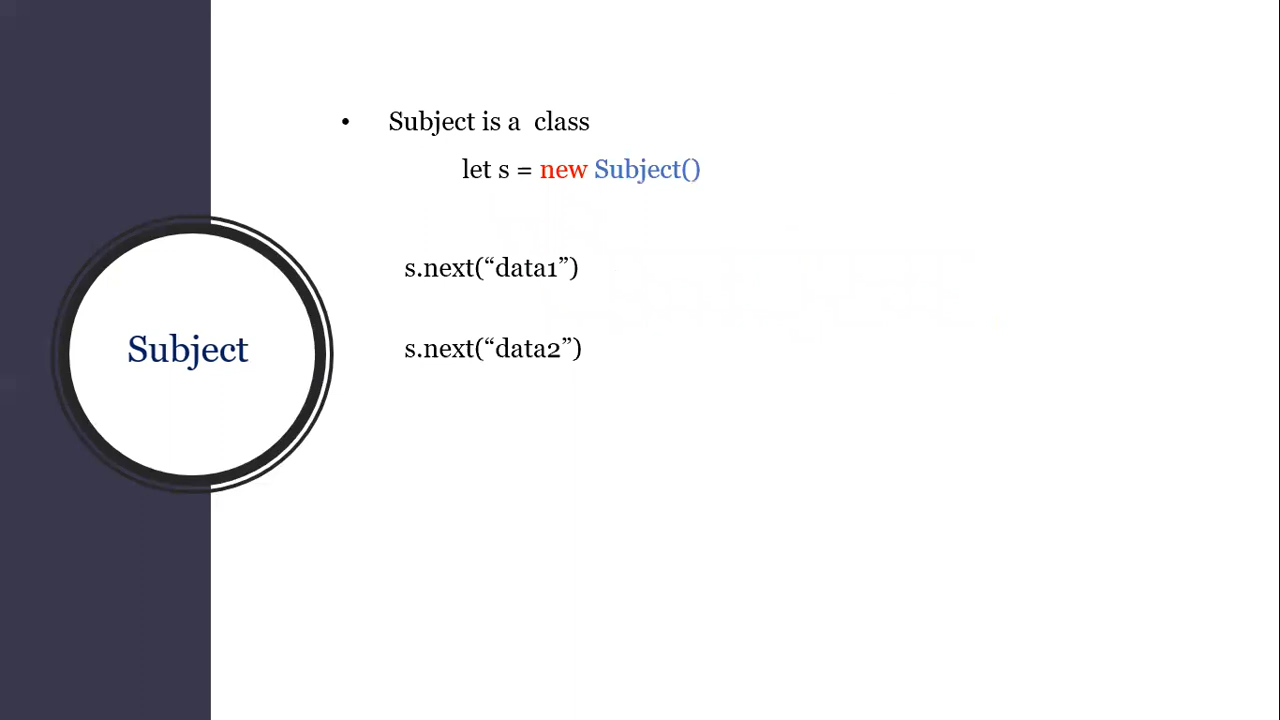 • Subject is a  class
let s = new Subject()
s.next(“data1”)
s.next(“data2”)
Subject